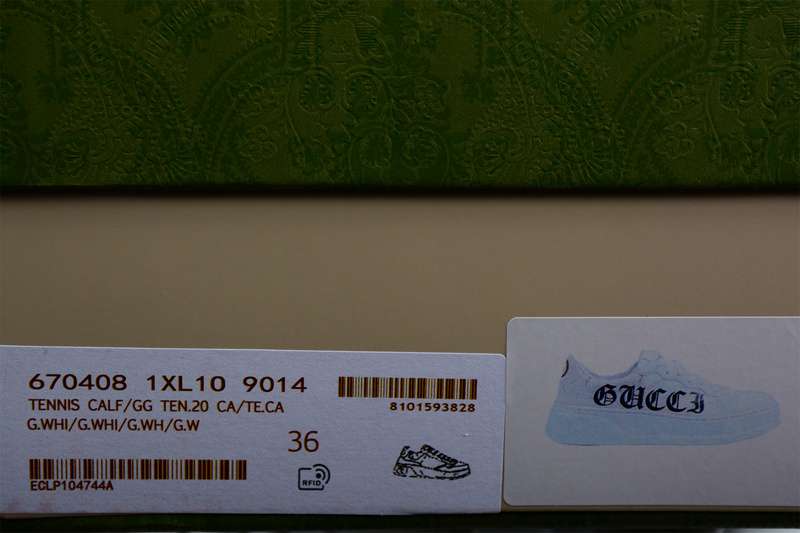 670408 1XL10 9014
TENNIS CALF/GG TEN.20 CA/TE.CA
G.WHI/G.WHI/G.WH/G.W
8101593828
36
RFID
ECLP104744A
GUCCI